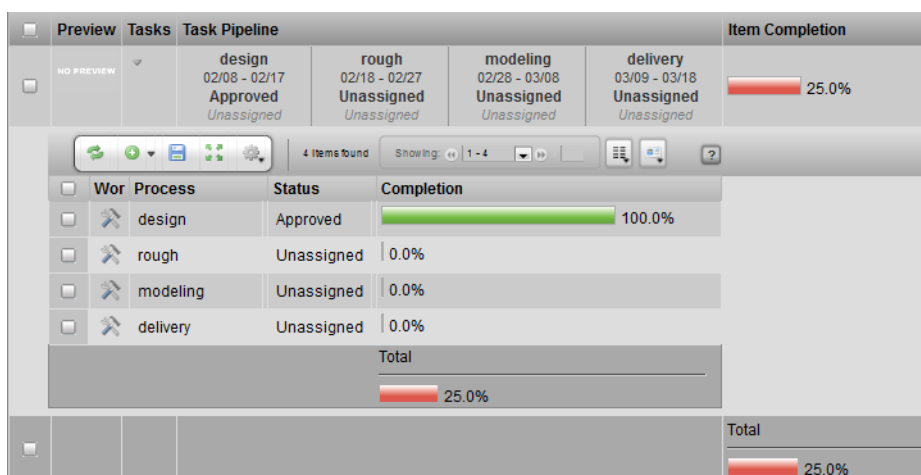 Preview Tasks Task Pipeline Item Completion
NO PREVIEW
design rough modeling delivery
02/08 - 02/17 02/18 - 02/27 02/28 - 03/08 03/09 - 03/18
Approved Unassigned Unassigned Unassigned
Unassigned Unassigned Unassigned Unassigned
25.0%
4 items found Showing: 1 - 4 ?
Wor Process Status Completion
design Approved 100.0%
rough Unassigned 0.0%
modeling Unassigned 0.0%
delivery Unassigned 0.0%
Total
25.0%
Total
25.0%